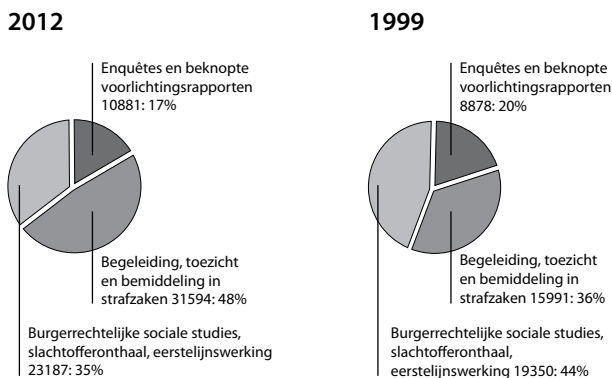 2012
Enquêtes en beknopte
voorlichtingsrapporten
10881: 17%
Begeleiding, toezicht
en bemiddeling in
strafzaken 31594: 48%
Burgerrechtelijke sociale studies,
slachtofferonthaal, eerstelijnswerking
23187: 35%
1999
Enquêtes en beknopte
voorlichtingsrapporten
8878: 20%
Begeleiding, toezicht
en bemiddeling in
strafzaken 15991: 36%
Burgerrechtelijke sociale studies,
slachtofferonthaal,
eerstelijnswerking 19350: 44%